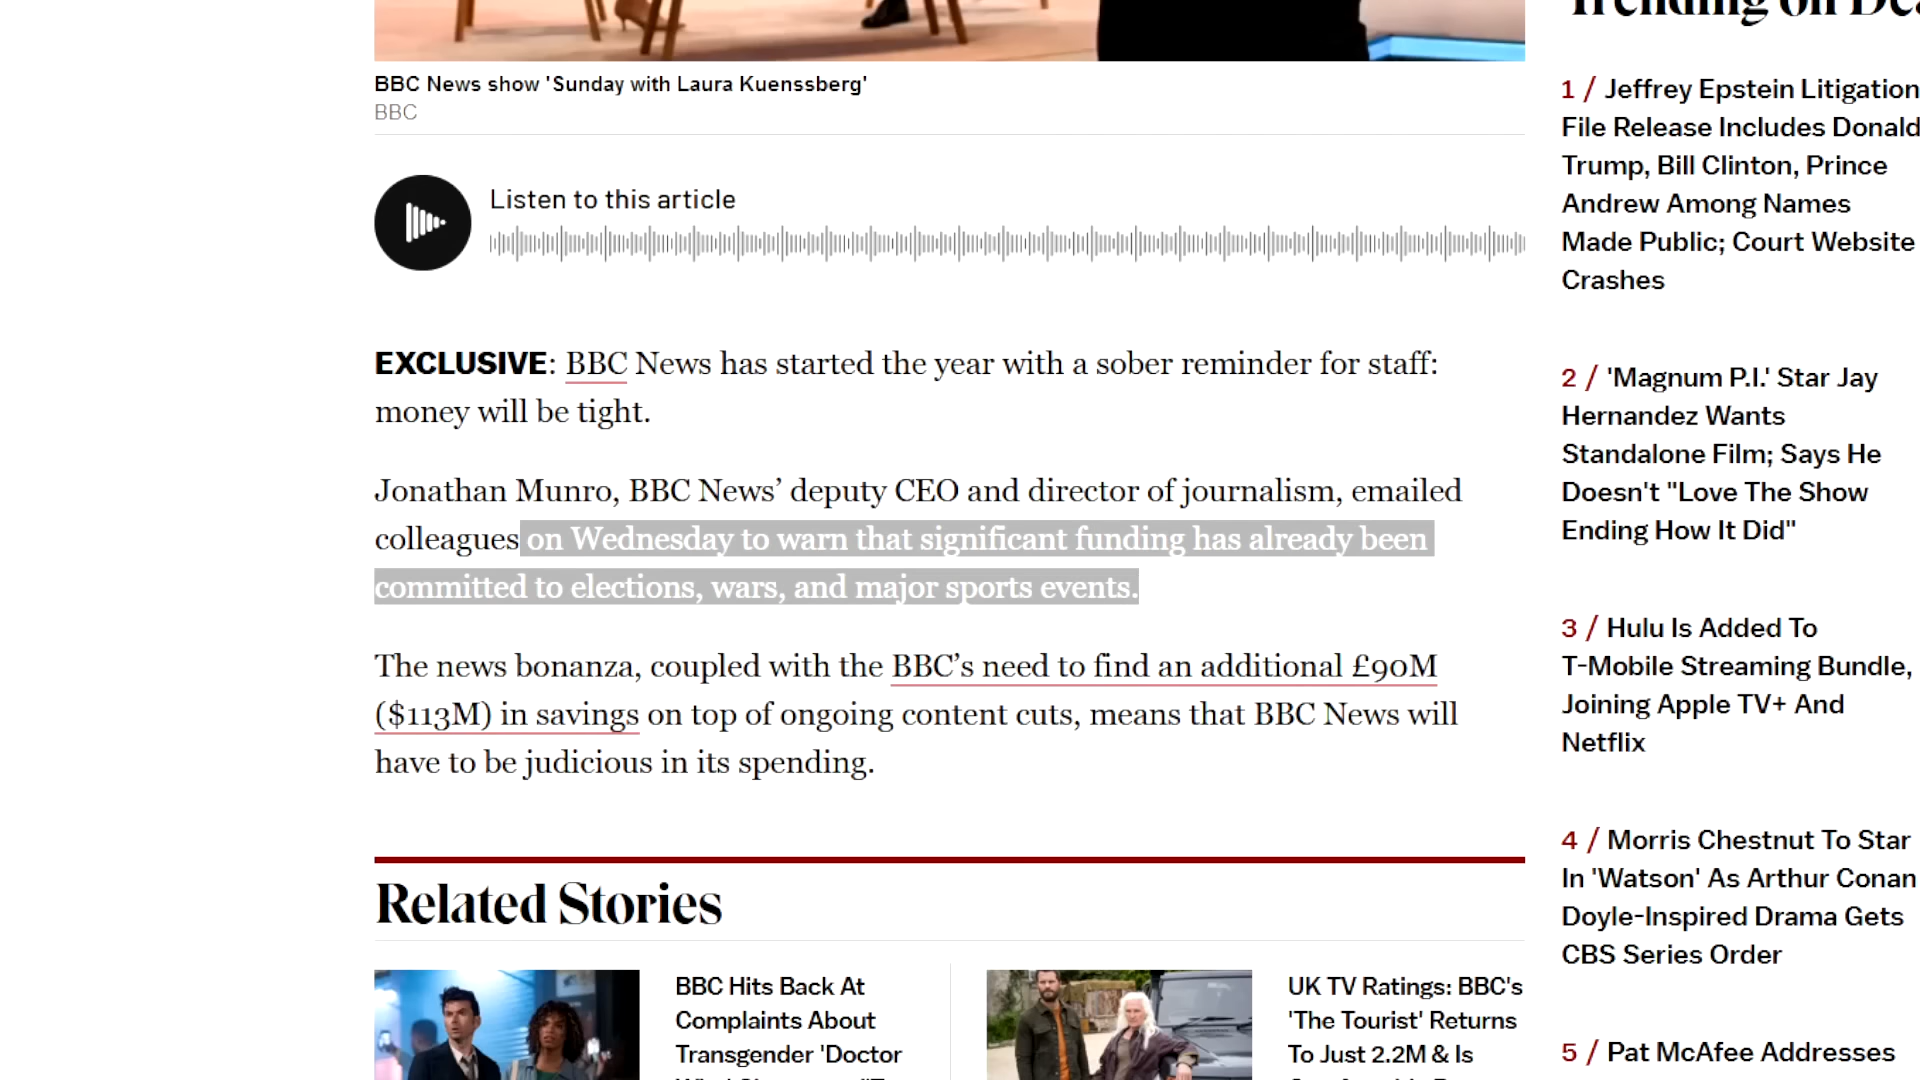 Trending on
BBC News show 'Sunday with Laura Kuenssberg'
BBC
Listen to this article
EXCLUSIVE: BBC News has started the year with a sober reminder for staff:
money will be tight.
Jonathan Munro, BBC News’ deputy CEO and director of journalism, emailed
colleagues on Wednesday to warn that significant funding has already been
committed to elections, wars, and major sports events.
The news bonanza, coupled with the BBC’s need to find an additional £90M
($113M) in savings on top of ongoing content cuts, means that BBC News will
have to be judicious in its spending.
Related Stories
BBC Hits Back At
Complaints About
Transgender 'Doctor
UK TV Ratings: BBC's
'The Tourist' Returns
To Just 2.2M & Is
1 / Jeffrey Epstein Litigation
File Release Includes Donald
Trump, Bill Clinton, Prince
Andrew Among Names
Made Public; Court Website
Crashes
2 / 'Magnum P.I.' Star Jay
Hernandez Wants
Standalone Film; Says He
Doesn't "Love The Show
Ending How It Did"
3 / Hulu Is Added To
T-Mobile Streaming Bundle,
Joining Apple TV+ And
Netflix
4 / Morris Chestnut To Star
In 'Watson' As Arthur Conan
Doyle-Inspired Drama Gets
CBS Series Order
5 / Pat McAfee Addresses